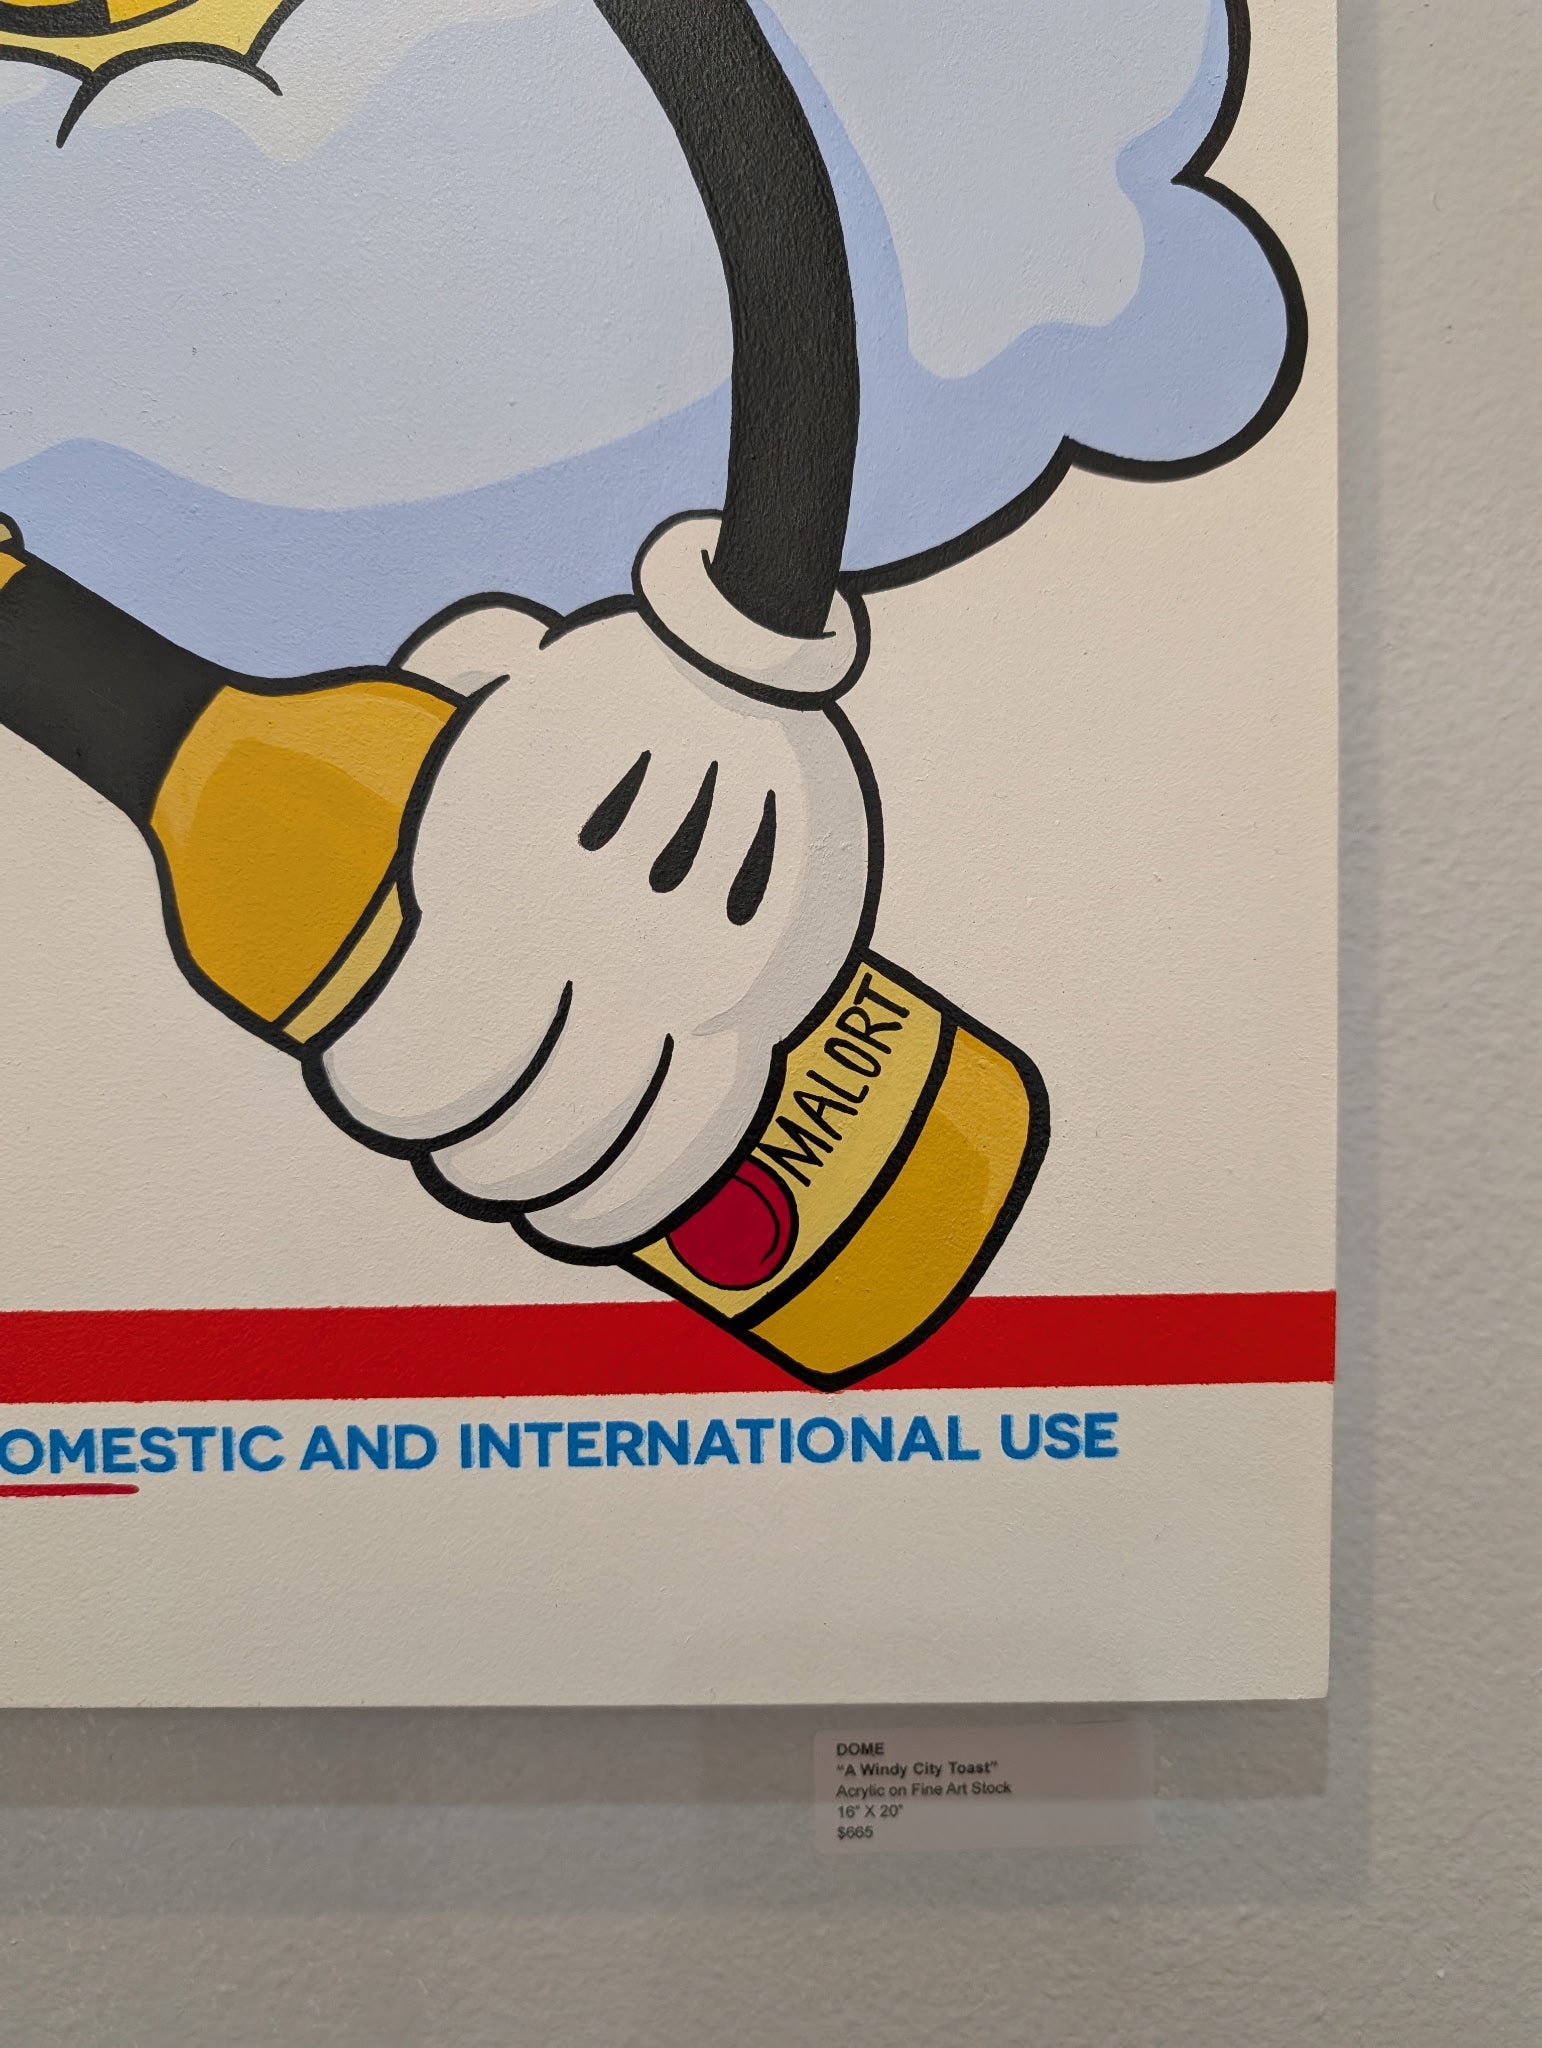 MALORT
OMESTIC AND INTERNATIONAL USE
DOME
"A Windy City Toast"
Acrylic on Fine Art Stock
16" X 20"
$665